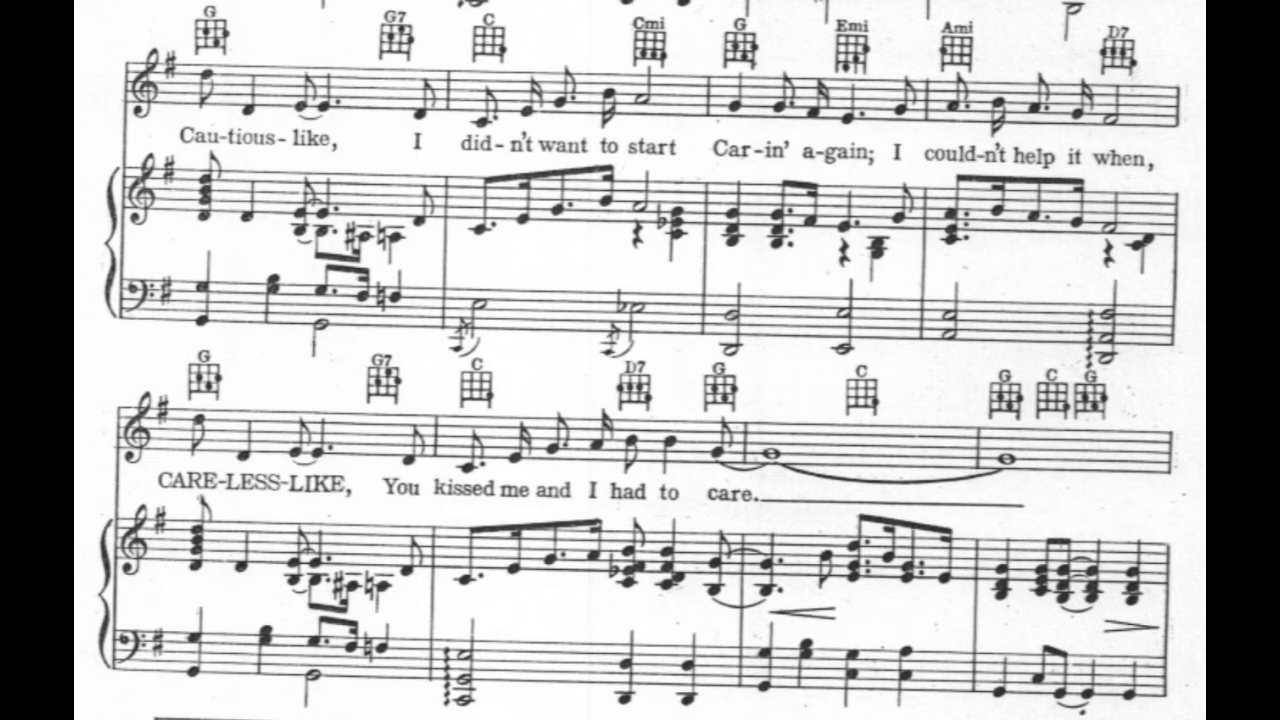 G G7 C Cmi G Emi Ami D7
Cau-tious-like, I did-n't want to start Car-in' a-gain; I could-n't help it when,
G G7 C D7 G C G C G
CARE-LESS-LIKE, You kissed me and I had to care.